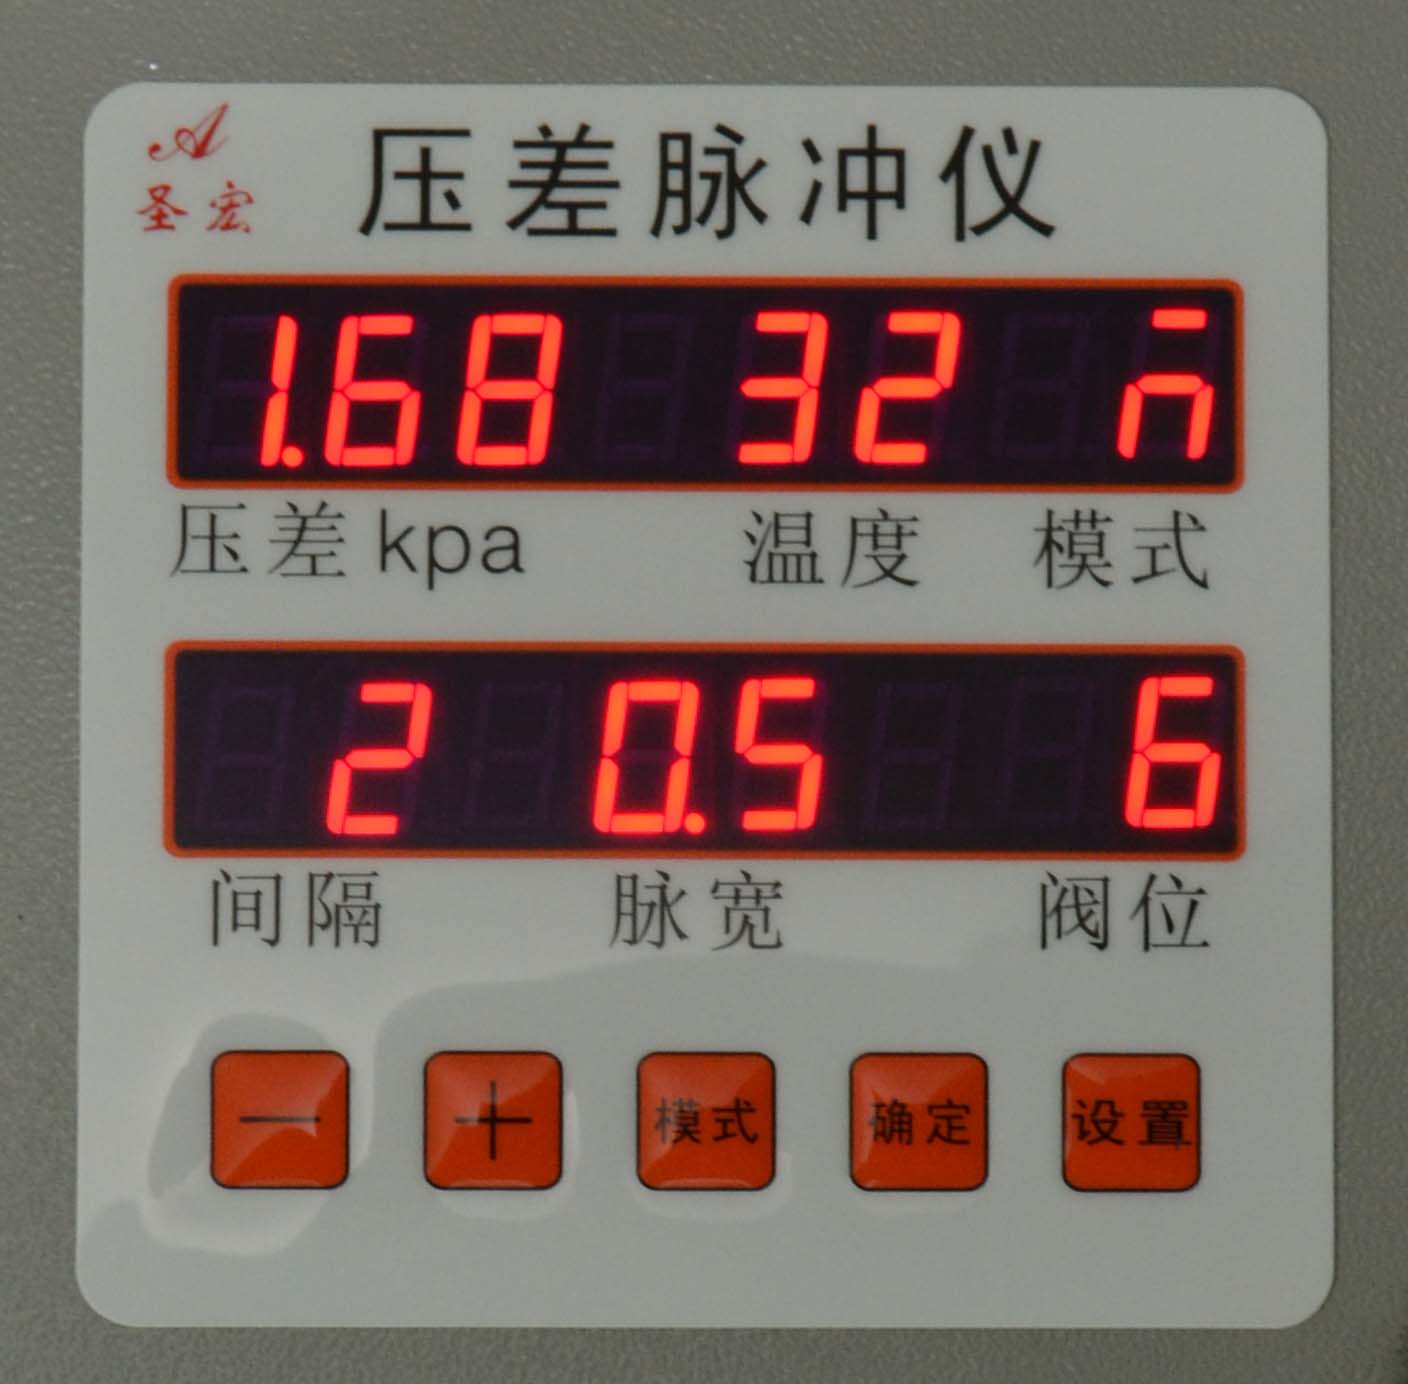 A
圣宏
压差脉冲仪
1.68 32 n̄
压差kpa 温度 模式
2 0.5 6
间隔 脉宽 阀位
— + 模式 确定 设置